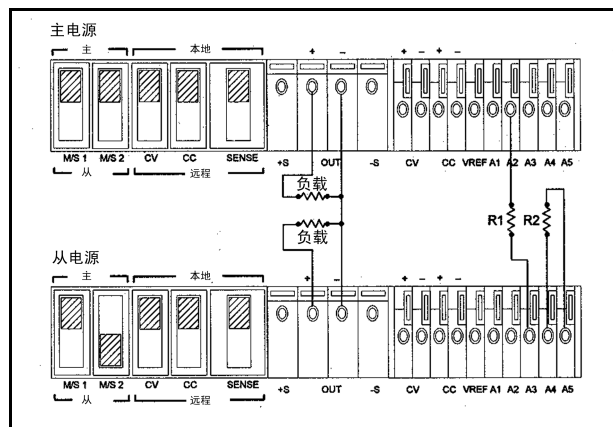 主电源
主 本地
+ − + − + −
M/S 1 M/S 2 CV CC SENSE +S OUT -S CV CC VREF A1 A2 A3 A4 A5
从 远程
负载
负载
R1 R2
从电源
主 本地
+ − + − + −
M/S 1 M/S 2 CV CC SENSE +S OUT -S CV CC VREF A1 A2 A3 A4 A5
从 远程